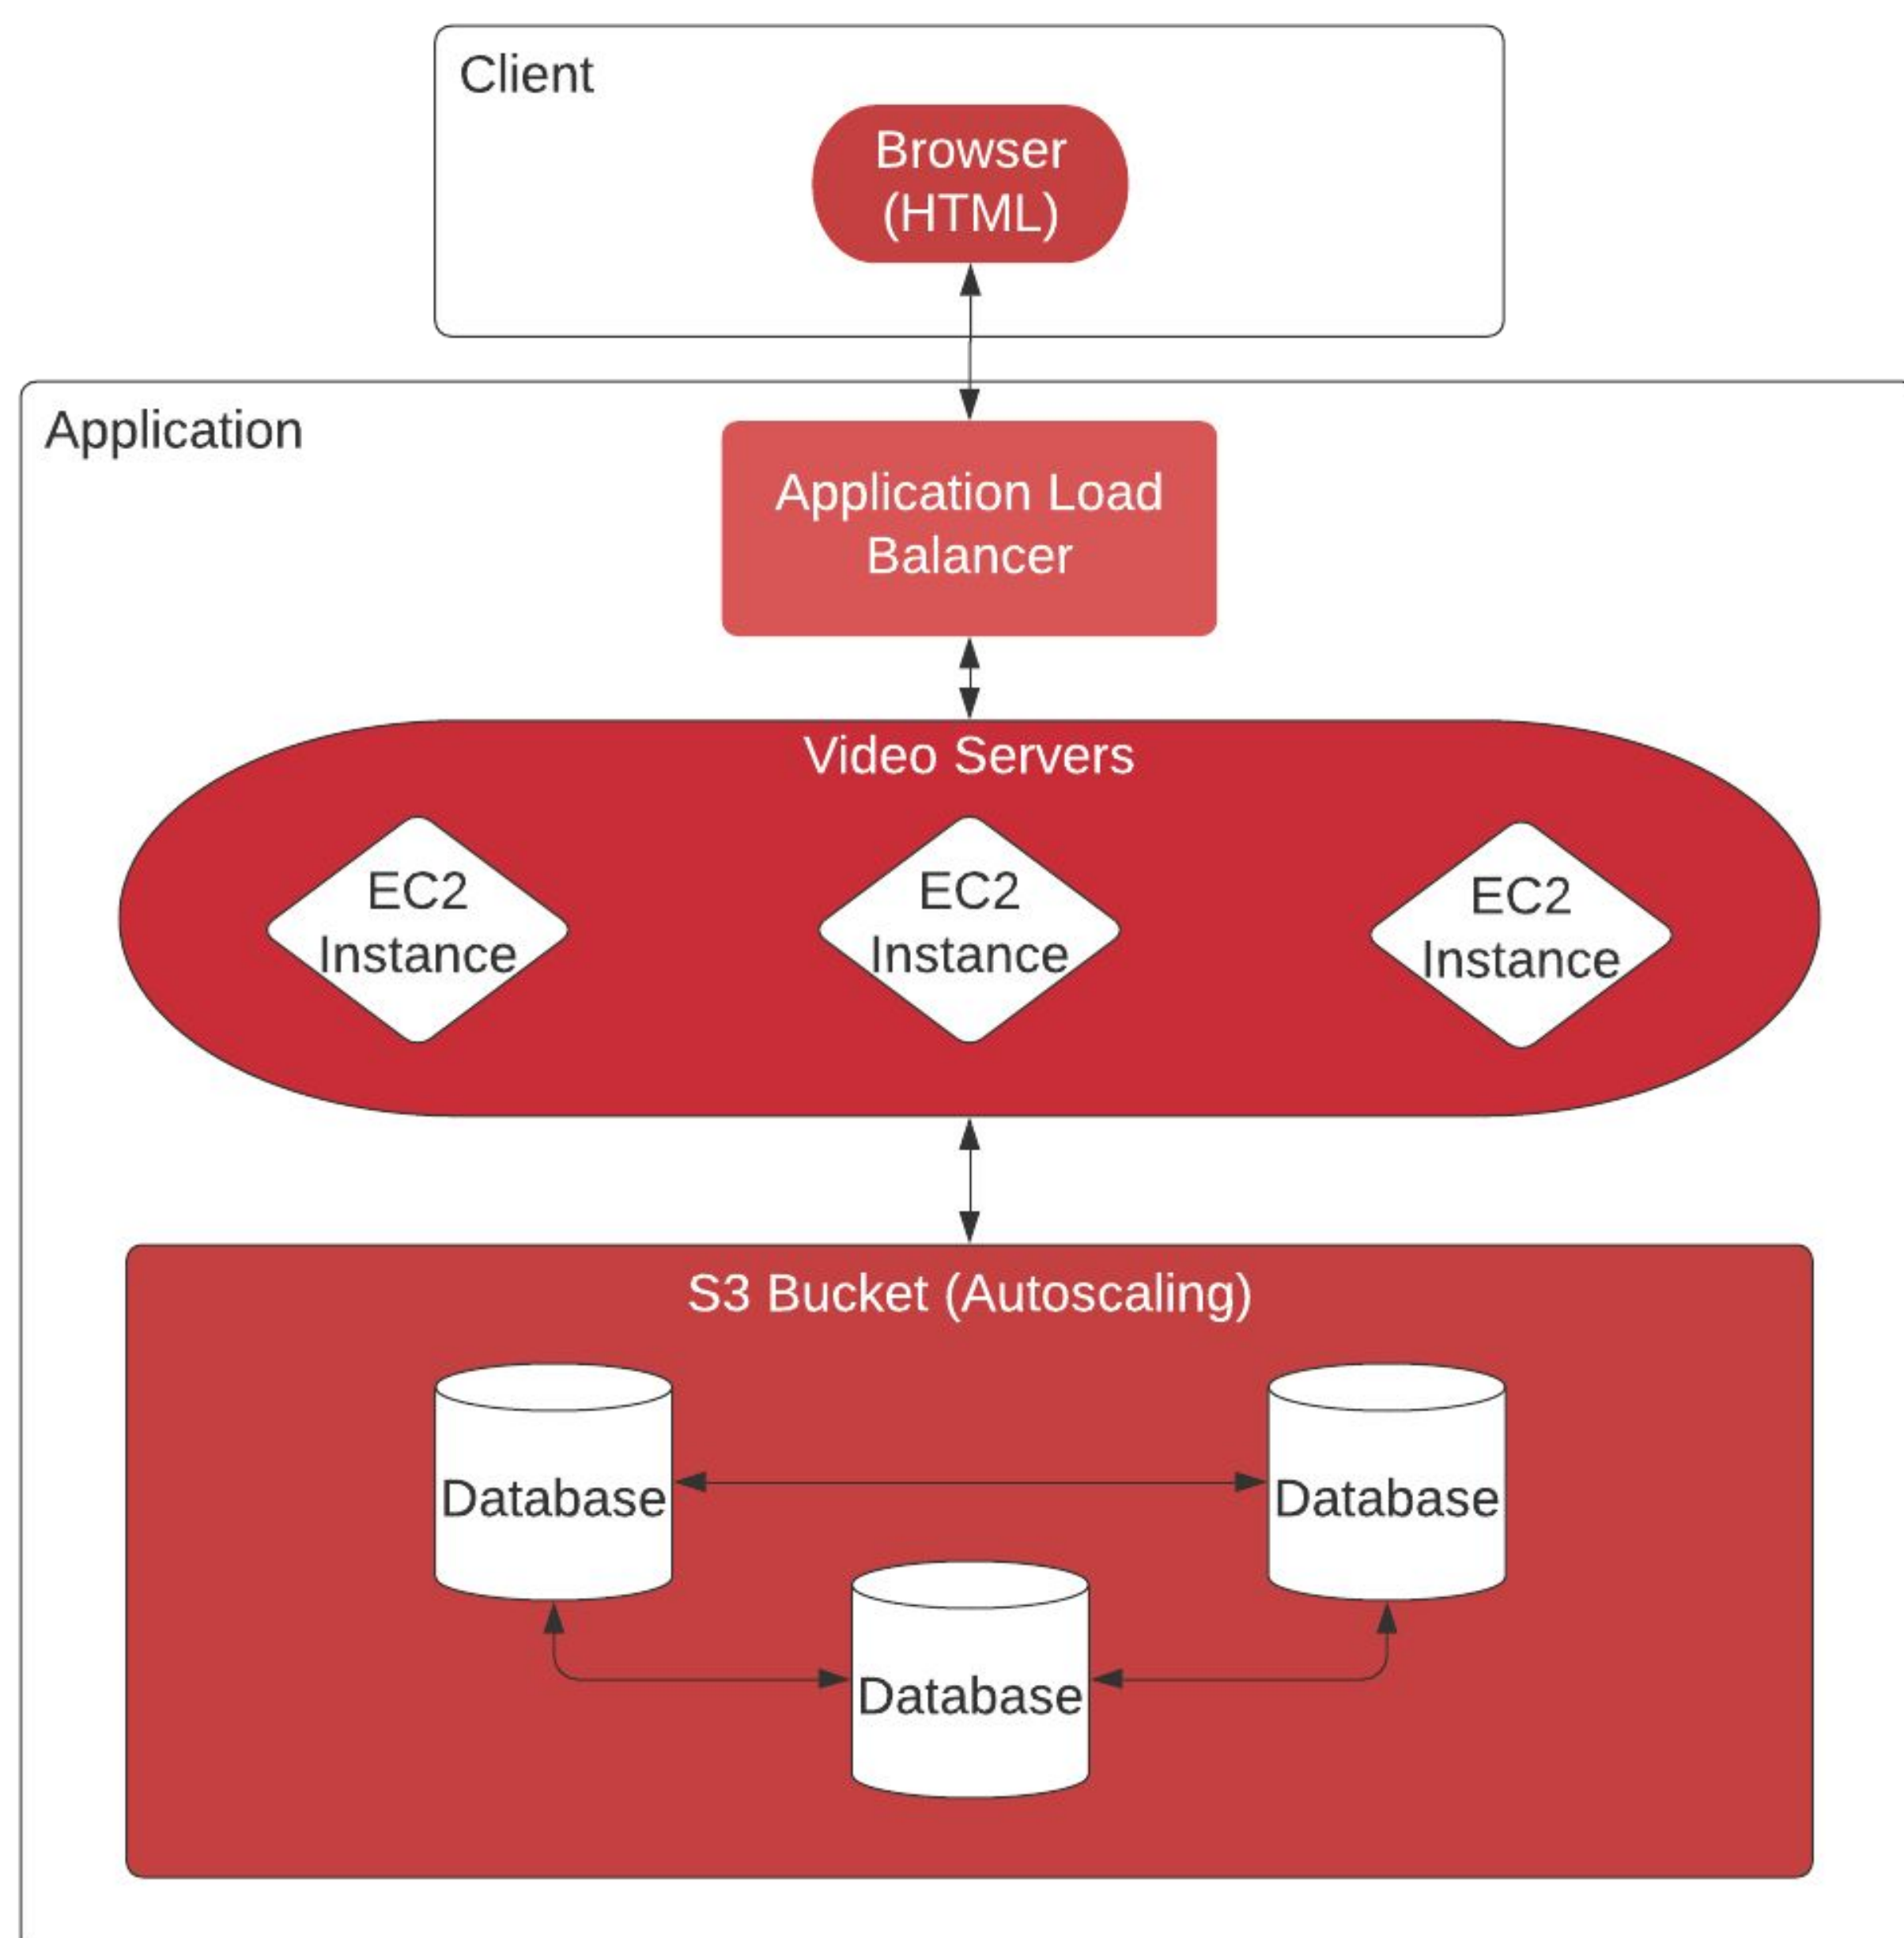 Client
Browser
(HTML)
Application
Application Load
Balancer
Video Servers
EC2
Instance
EC2
Instance
EC2
Instance
S3 Bucket (Autoscaling)
Database
Database
Database